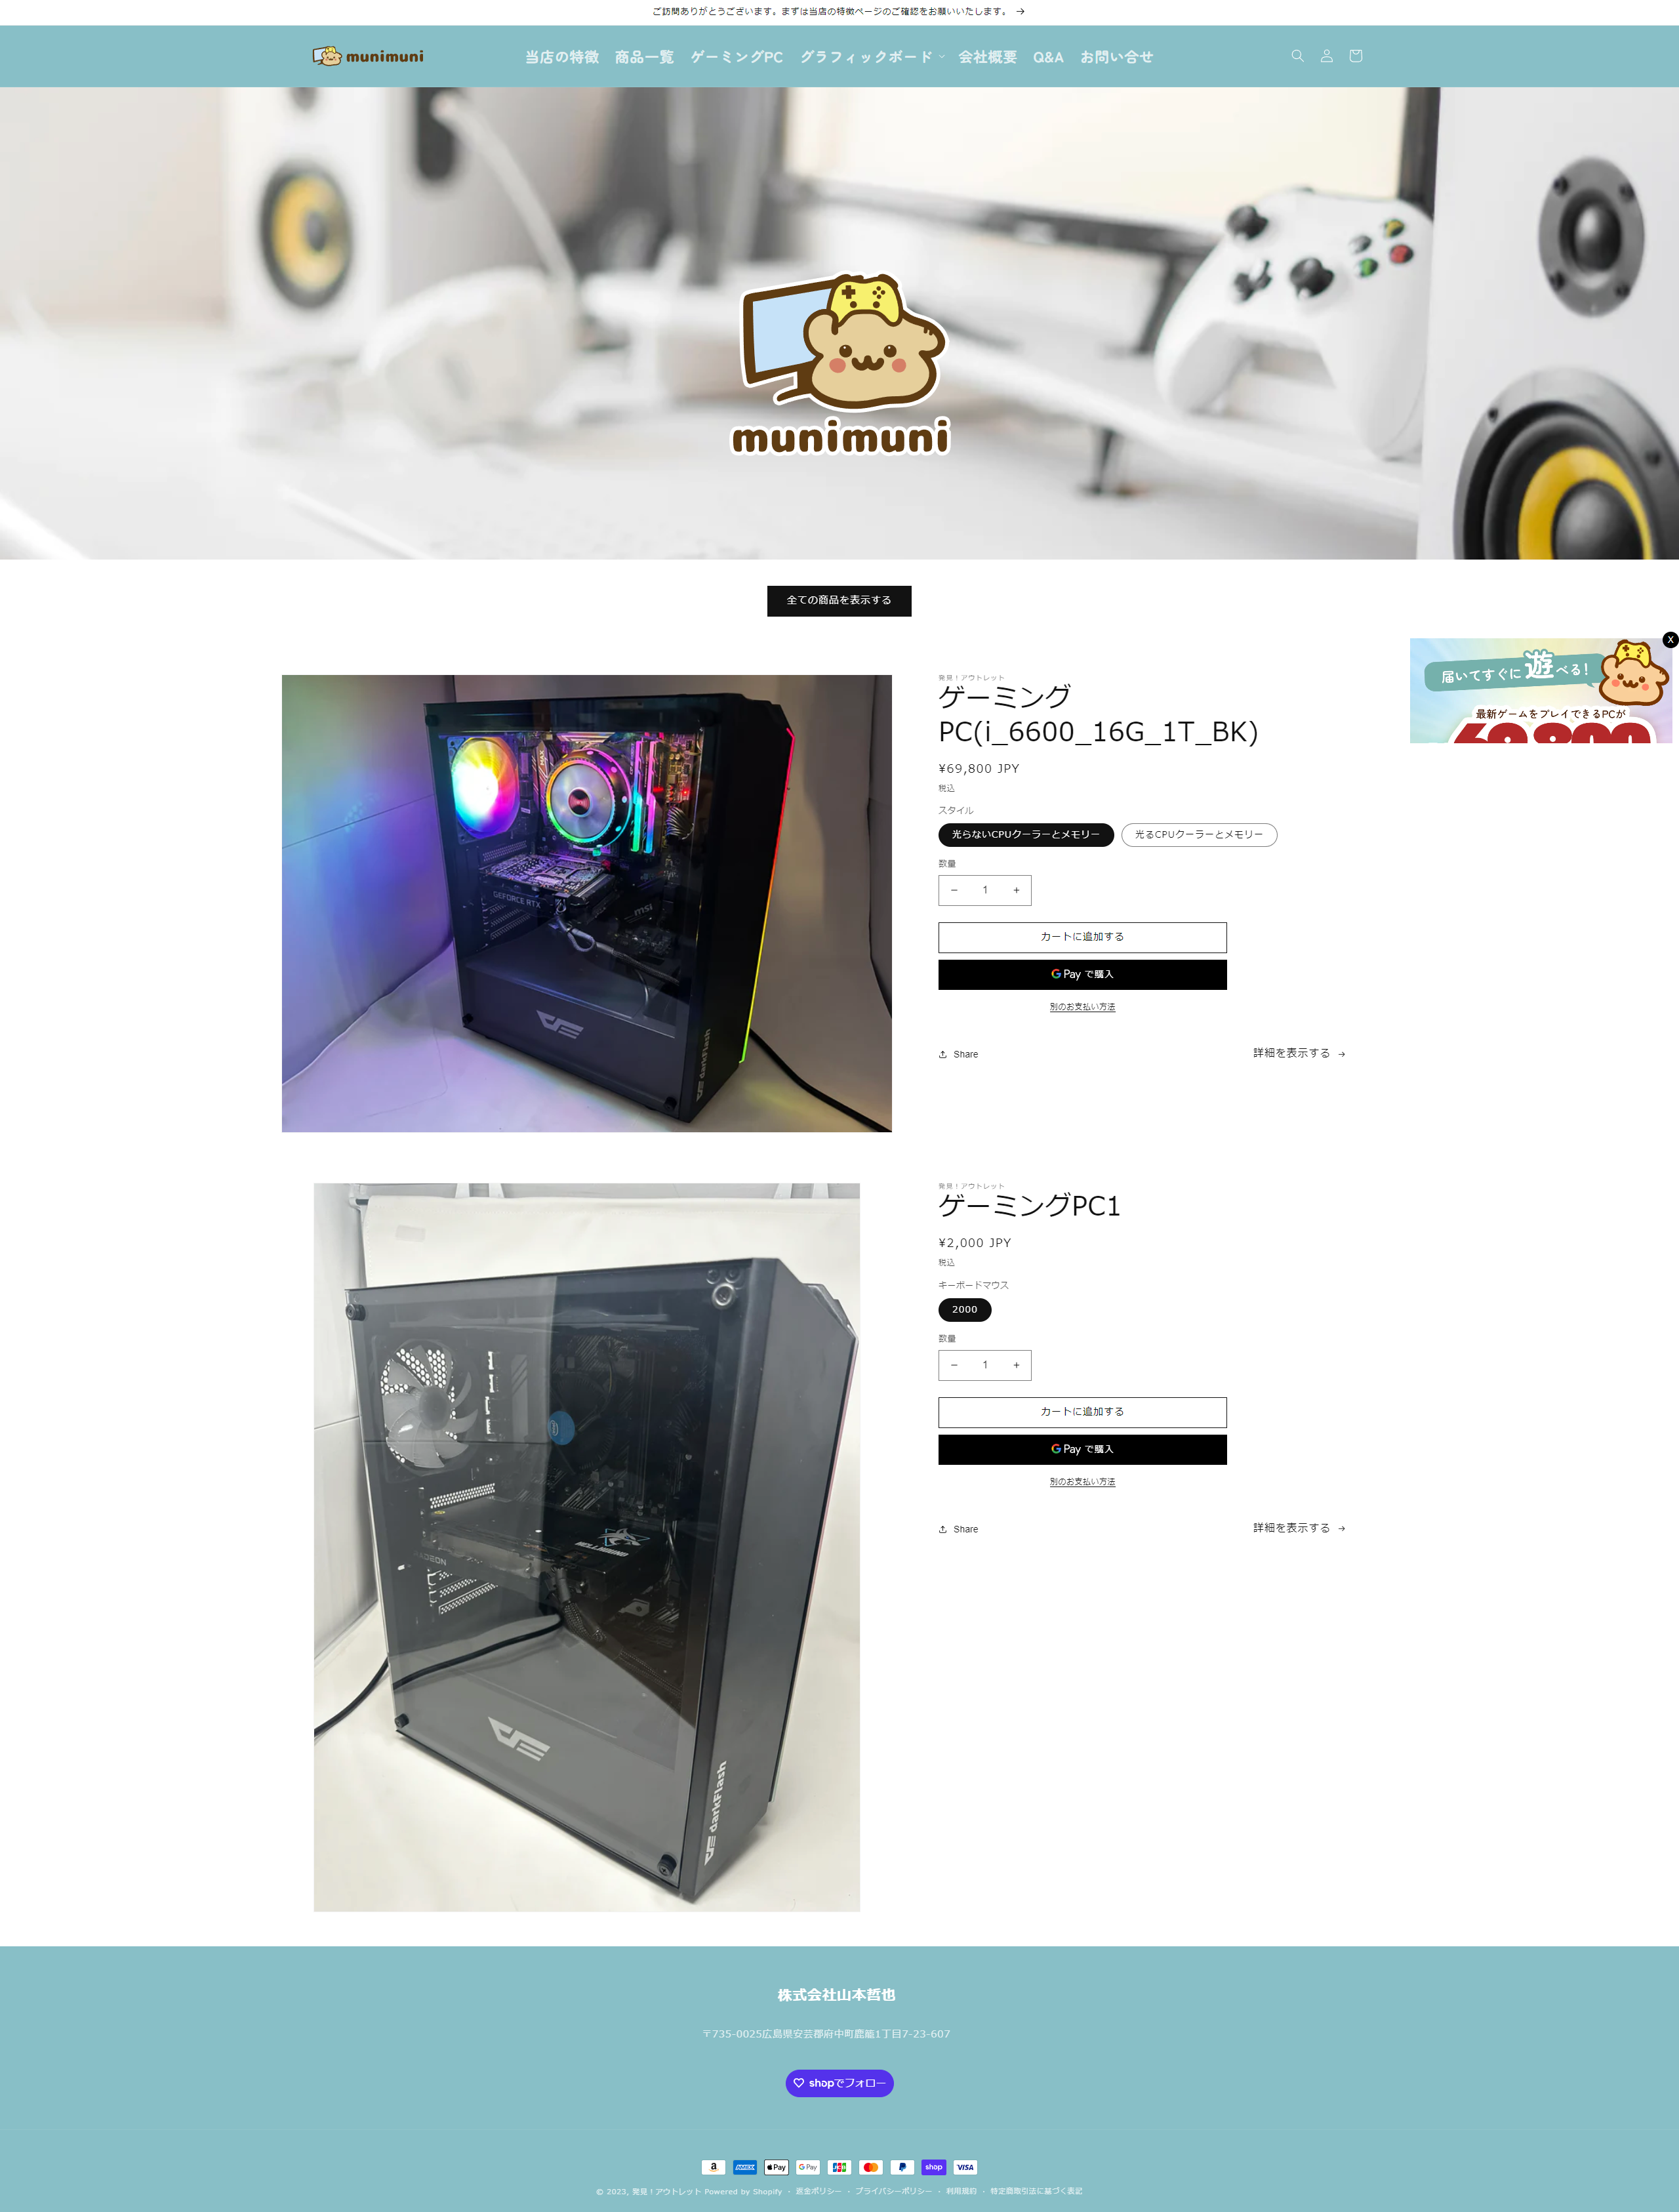 ご訪問ありがとうございます。まずは当店の特徴ページのご確認をお願いいたします。 →
munimuni
当店の特徴 商品一覧 ゲーミングPC グラフィックボード 会社概要 Q&A お問い合せ
munimuni
全ての商品を表示する
X
届いてすぐに遊べる!
最新ゲームをプレイできるPCが
69,800
発見!アウトレット
ゲーミング
PC(i_6600_16G_1T_BK)
¥69,800 JPY
税込
スタイル
光らないCPUクーラーとメモリー 光るCPUクーラーとメモリー
数量
− 1 +
カートに追加する
G Pay で購入
別のお支払い方法
Share 詳細を表示する →
GEFORCE RTX
msi
darkFlash
発見!アウトレット
ゲーミングPC1
¥2,000 JPY
税込
キーボードマウス
2000
数量
− 1 +
カートに追加する
G Pay で購入
別のお支払い方法
Share 詳細を表示する →
RADEON
HELLHOUND
darkFlash
株式会社山本哲也
〒735-0025広島県安芸郡府中町鹿籠1丁目7-23-607
shopでフォロー
a AMEX Pay G Pay JCB shop VISA
© 2023, 発見!アウトレット Powered by Shopify · 返金ポリシー · プライバシーポリシー · 利用規約 · 特定商取引法に基づく表記